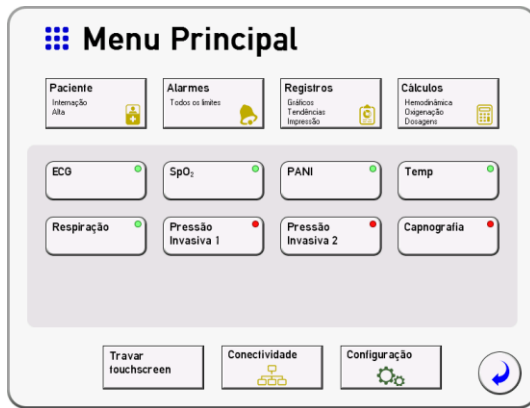 Menu Principal
Paciente
Internação
Alta
Alarmes
Todos os limites
Registros
Gráficos
Tendências
Impressão
Cálculos
Hemodinâmica
Oxigenação
Dosagens
ECG
SpO₂
PANI
Temp
Respiração
Pressão
Invasiva 1
Pressão
Invasiva 2
Capnografia
Travar
touchscreen
Conectividade
Configuração